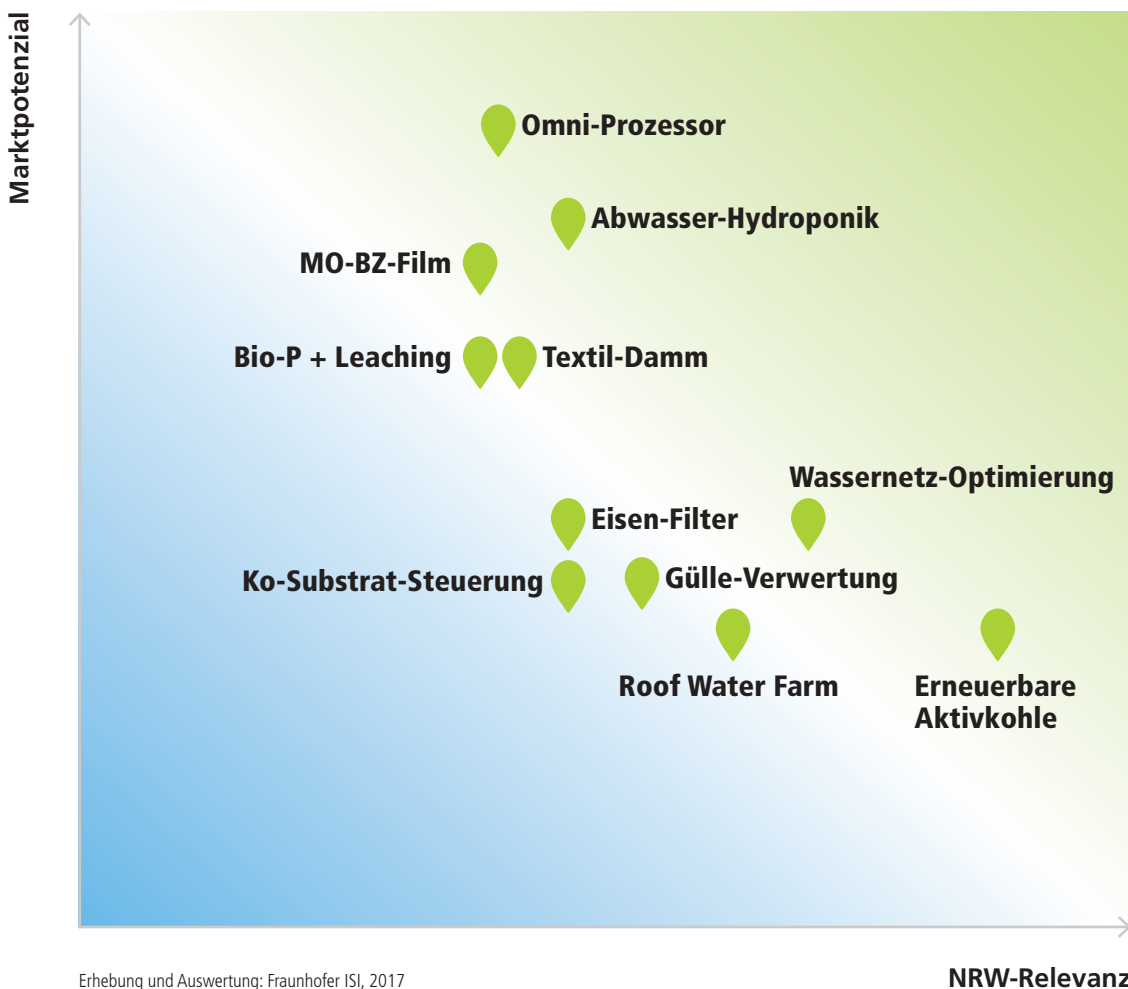 Marktpotenzial
Omni-Prozessor
Abwasser-Hydroponik
MO-BZ-Film
Bio-P + Leaching
Textil-Damm
Wassernetz-Optimierung
Eisen-Filter
Ko-Substrat-Steuerung
Gülle-Verwertung
Roof Water Farm
Erneuerbare
Aktivkohle
Erhebung und Auswertung: Fraunhofer ISI, 2017
NRW-Relevanz